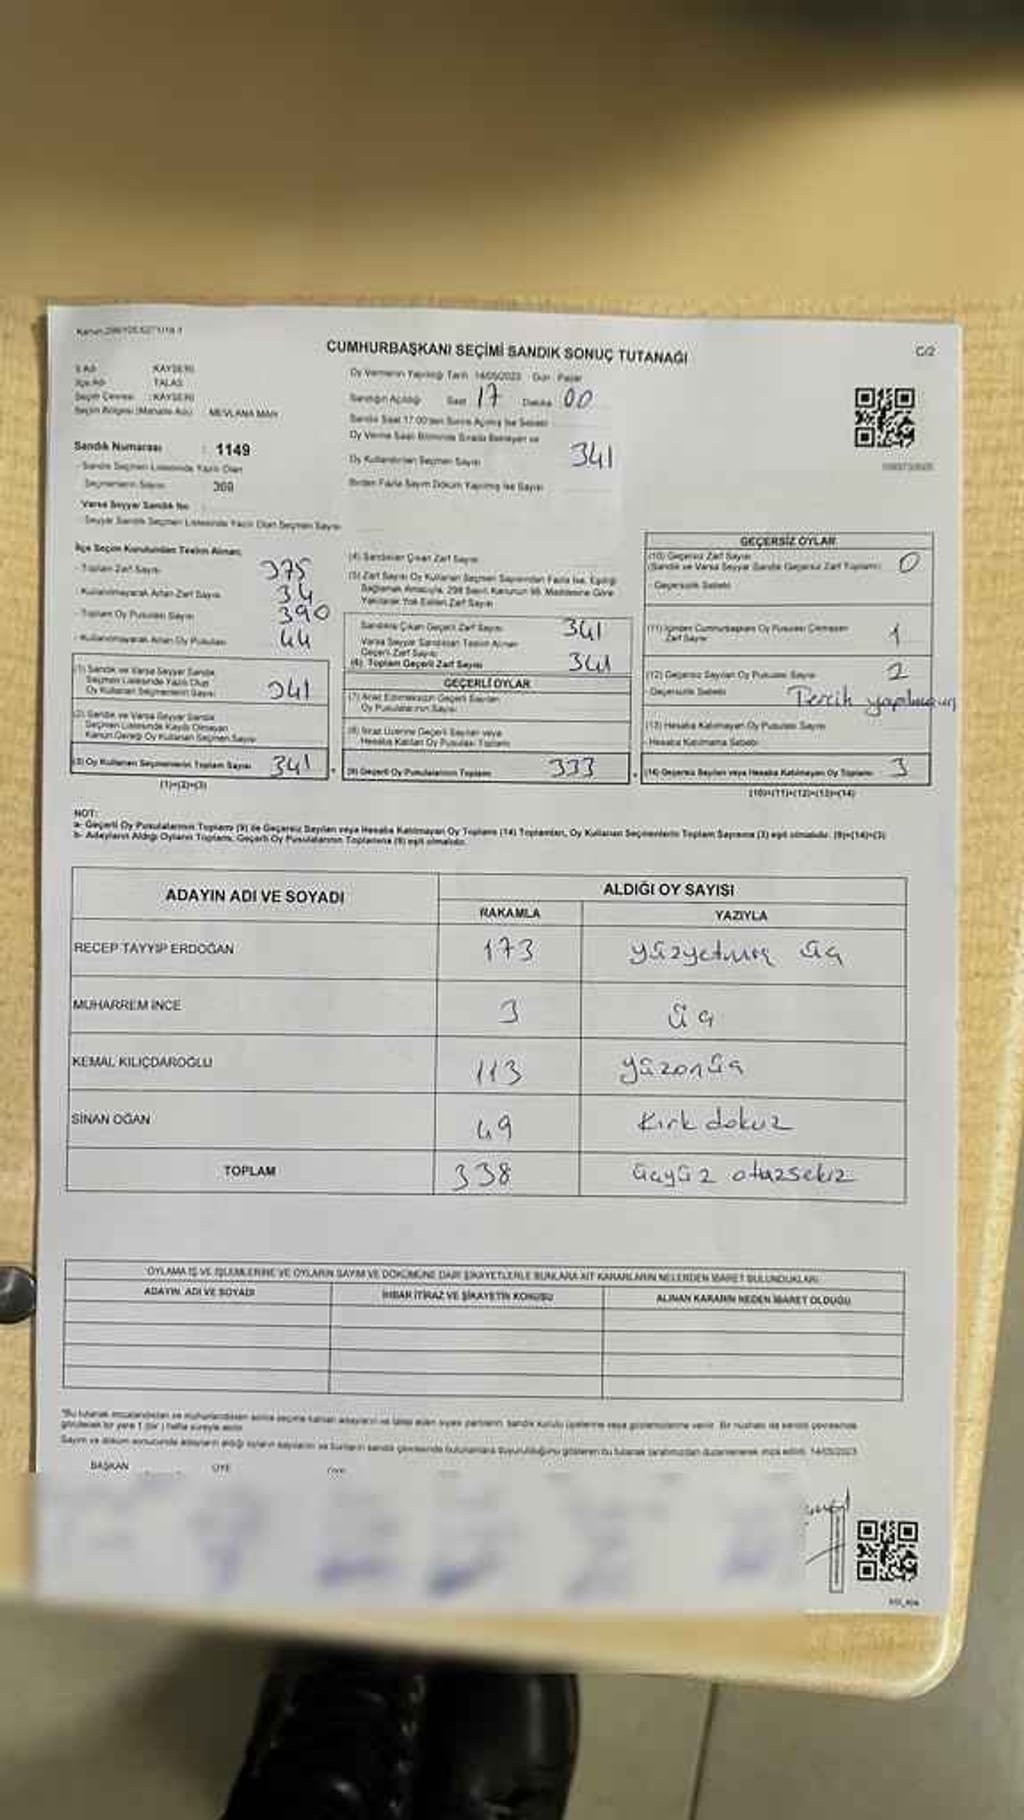 CUMHURBAŞKANI SEÇİMİ SANDIK SONUÇ TUTANAĞI
C/2
İl Adı : KAYSERİ
İlçe Adı : TALAS
Seçim Çevresi : KAYSERİ
Seçim Bölgesi (Mahalle Adı) : MEVLANA MAH.
Oy Vermenin Yapıldığı Tarih : 14/05/2023 - Gün : Pazar
Sandığın Açıldığı Saat 17 Dakika 00
Sandık Saat 17:00'den Sonra Açılmış İse Sebebi
Oy Verme Saati Bitiminde Sırada Bekleyen ve
Oy Kullandırılan Seçmen Sayısı 341
Birden Fazla Sayım Döküm Yapılmış İse Sayısı
Sandık Numarası : 1149
- Sandık Seçmen Listesinde Yazılı Olan
Seçmenlerin Sayısı : 369
Varsa Seyyar Sandık No
- Seyyar Sandık Seçmen Listesinde Yazılı Olan Seçmen Sayısı
İlçe Seçim Kurulundan Teslim Alınan;
- Toplam Zarf Sayısı 375
- Kullanılmayarak Artan Zarf Sayısı 34
- Toplam Oy Pusulası Sayısı 390
- Kullanılmayarak Artan Oy Pusulası 44
(1) Sandık ve Varsa Seyyar Sandık
Seçmen Listesinde Yazılı Olup
Oy Kullanan Seçmenlerin Sayısı 341
(2) Sandık ve Varsa Seyyar Sandık
Seçmen Listesinde Kayıtlı Olmayan
Kanun Gereği Oy Kullanan Seçmen Sayısı
(3) Oy Kullanan Seçmenlerin Toplam Sayısı 341
(1)+(2)=(3)
(4) Sandıktan Çıkan Zarf Sayısı
(5) Zarf Sayısı Oy Kullanan Seçmen Sayısından Fazla İse, Eşitliği
Sağlamak Amacıyla, 298 Sayılı Kanunun 98. Maddesine Göre
Yakılarak Yok Edilen Zarf Sayısı
Sandıkta Çıkan Geçerli Zarf Sayısı 341
Varsa Seyyar Sandıktan Teslim Alınan
Geçerli Zarf Sayısı
(6) Toplam Geçerli Zarf Sayısı 341
GEÇERLİ OYLAR
(7) İtiraz Edilmeksizin Geçerli Sayılan
Oy Pusulalarının Sayısı
(8) İtiraz Üzerine Geçerli Sayılan veya
Hesaba Katılan Oy Pusulası Toplamı
(9) Geçerli Oy Pusulalarının Toplamı 333
GEÇERSİZ OYLAR
(10) Geçersiz Zarf Sayısı
(Sandık ve Varsa Seyyar Sandık Geçersiz Zarf Toplamı) 0
- Geçersizlik Sebebi
(11) İçinden Cumhurbaşkanı Oy Pusulası Çıkmayan
Zarf Sayısı 1
(12) Geçersiz Sayılan Oy Pusulası Sayısı 2
- Geçersizlik Sebebi Tercih yapılmamış
(13) Hesaba Katılmayan Oy Pusulası Sayısı
- Hesaba Katılmama Sebebi
(14) Geçersiz Sayılan veya Hesaba Katılmayan Oy Toplamı 3
(10)+(11)+(12)+(13)=(14)
NOT:
a- Geçerli Oy Pusulalarının Toplamı (9) ile Geçersiz Sayılan veya Hesaba Katılmayan Oy Toplamı (14) Toplamları, Oy Kullanan Seçmenlerin Toplam Sayısına (3) eşit olmalıdır. (9)+(14)=(3)
b- Adayların Aldığı Oyların Toplamı, Geçerli Oy Pusulalarının Toplamına (9) eşit olmalıdır.
ADAYIN ADI VE SOYADI
ALDIĞI OY SAYISI
RAKAMLA YAZIYLA
RECEP TAYYİP ERDOĞAN 173 yüzyetmiş üç
MUHARREM İNCE 3 üç
KEMAL KILIÇDAROĞLU 113 yüzonüç
SİNAN OĞAN 49 Kırk dokuz
TOPLAM 338 üçyüz otuzsekiz
OYLAMA İŞ VE İŞLEMLERİNE VE OYLARIN SAYIM VE DÖKÜMÜNE DAİR ŞİKAYETLERLE BUNLARA AİT KARARLARIN NELERDEN İBARET BULUNDUKLARI
ADAYIN ADI VE SOYADI
İHBAR İTİRAZ VE ŞİKAYETİN KONUSU
ALINAN KARARIN NEDEN İBARET OLDUĞU
BAŞKAN ÜYE